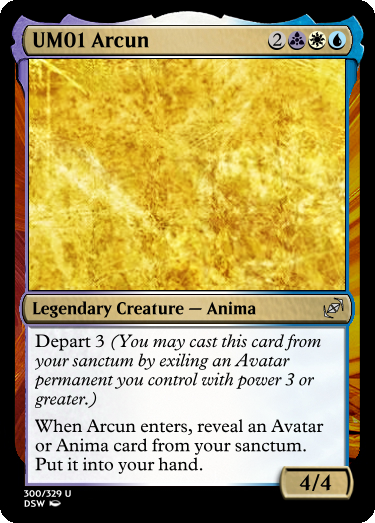 UM01 Arcun
2
Legendary Creature — Anima
Depart 3 (You may cast this card from
your sanctum by exiling an Avatar
permanent you control with power 3 or
greater.)
When Arcun enters, reveal an Avatar
or Anima card from your sanctum.
Put it into your hand.
4/4
300/329 U
DSW